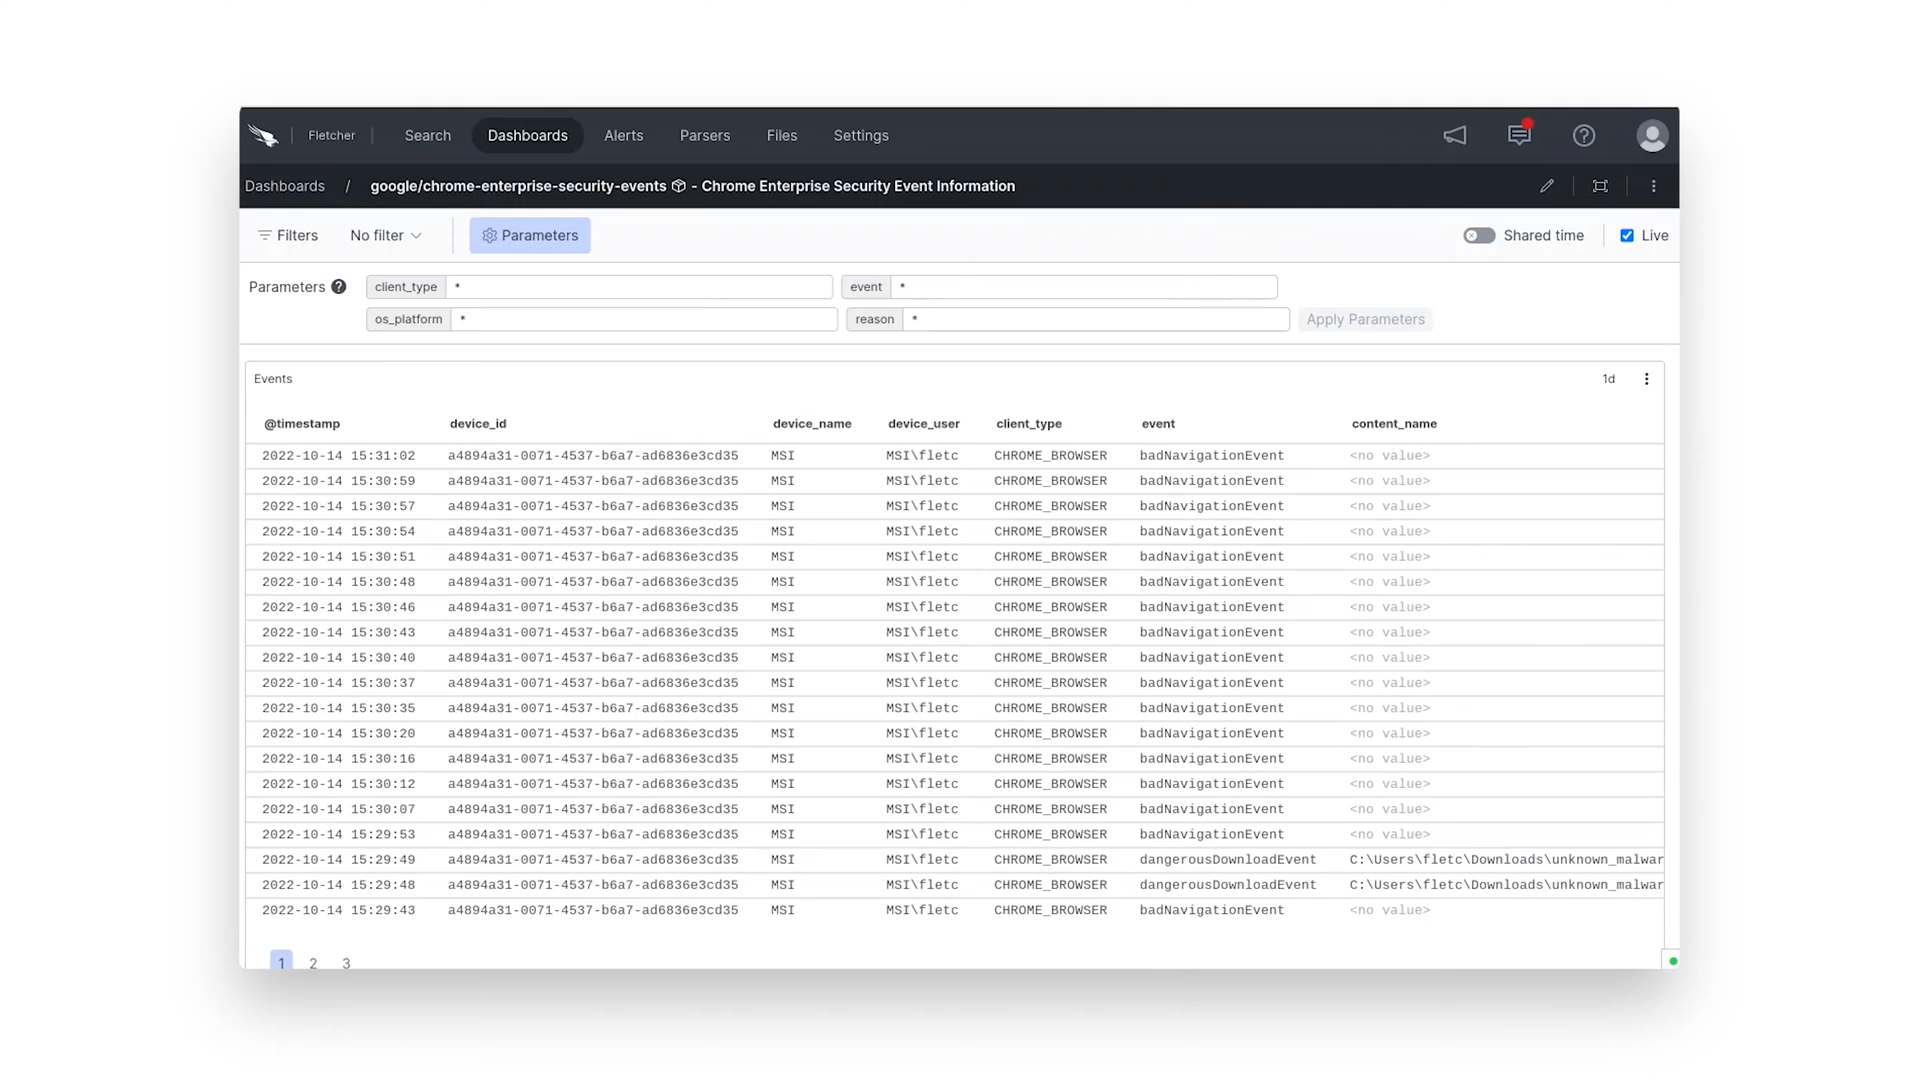 Fletcher Search Dashboards Alerts Parsers Files Settings
Dashboards / google/chrome-enterprise-security-events - Chrome Enterprise Security Event Information
Filters No filter Parameters Shared time Live
Parameters client_type * event *
os_platform * reason * Apply Parameters
Events 1d
@timestamp device_id device_name device_user client_type event content_name
2022-10-14 15:31:02 a4894a31-0071-4537-b6a7-ad6836e3cd35 MSI MSI\fletc CHROME_BROWSER badNavigationEvent <no value>
2022-10-14 15:30:59 a4894a31-0071-4537-b6a7-ad6836e3cd35 MSI MSI\fletc CHROME_BROWSER badNavigationEvent <no value>
2022-10-14 15:30:57 a4894a31-0071-4537-b6a7-ad6836e3cd35 MSI MSI\fletc CHROME_BROWSER badNavigationEvent <no value>
2022-10-14 15:30:54 a4894a31-0071-4537-b6a7-ad6836e3cd35 MSI MSI\fletc CHROME_BROWSER badNavigationEvent <no value>
2022-10-14 15:30:51 a4894a31-0071-4537-b6a7-ad6836e3cd35 MSI MSI\fletc CHROME_BROWSER badNavigationEvent <no value>
2022-10-14 15:30:48 a4894a31-0071-4537-b6a7-ad6836e3cd35 MSI MSI\fletc CHROME_BROWSER badNavigationEvent <no value>
2022-10-14 15:30:46 a4894a31-0071-4537-b6a7-ad6836e3cd35 MSI MSI\fletc CHROME_BROWSER badNavigationEvent <no value>
2022-10-14 15:30:43 a4894a31-0071-4537-b6a7-ad6836e3cd35 MSI MSI\fletc CHROME_BROWSER badNavigationEvent <no value>
2022-10-14 15:30:40 a4894a31-0071-4537-b6a7-ad6836e3cd35 MSI MSI\fletc CHROME_BROWSER badNavigationEvent <no value>
2022-10-14 15:30:37 a4894a31-0071-4537-b6a7-ad6836e3cd35 MSI MSI\fletc CHROME_BROWSER badNavigationEvent <no value>
2022-10-14 15:30:35 a4894a31-0071-4537-b6a7-ad6836e3cd35 MSI MSI\fletc CHROME_BROWSER badNavigationEvent <no value>
2022-10-14 15:30:20 a4894a31-0071-4537-b6a7-ad6836e3cd35 MSI MSI\fletc CHROME_BROWSER badNavigationEvent <no value>
2022-10-14 15:30:16 a4894a31-0071-4537-b6a7-ad6836e3cd35 MSI MSI\fletc CHROME_BROWSER badNavigationEvent <no value>
2022-10-14 15:30:12 a4894a31-0071-4537-b6a7-ad6836e3cd35 MSI MSI\fletc CHROME_BROWSER badNavigationEvent <no value>
2022-10-14 15:30:07 a4894a31-0071-4537-b6a7-ad6836e3cd35 MSI MSI\fletc CHROME_BROWSER badNavigationEvent <no value>
2022-10-14 15:29:53 a4894a31-0071-4537-b6a7-ad6836e3cd35 MSI MSI\fletc CHROME_BROWSER badNavigationEvent <no value>
2022-10-14 15:29:49 a4894a31-0071-4537-b6a7-ad6836e3cd35 MSI MSI\fletc CHROME_BROWSER dangerousDownloadEvent C:\Users\fletc\Downloads\unknown_malwar
2022-10-14 15:29:48 a4894a31-0071-4537-b6a7-ad6836e3cd35 MSI MSI\fletc CHROME_BROWSER dangerousDownloadEvent C:\Users\fletc\Downloads\unknown_malwar
2022-10-14 15:29:43 a4894a31-0071-4537-b6a7-ad6836e3cd35 MSI MSI\fletc CHROME_BROWSER badNavigationEvent <no value>
1 2 3